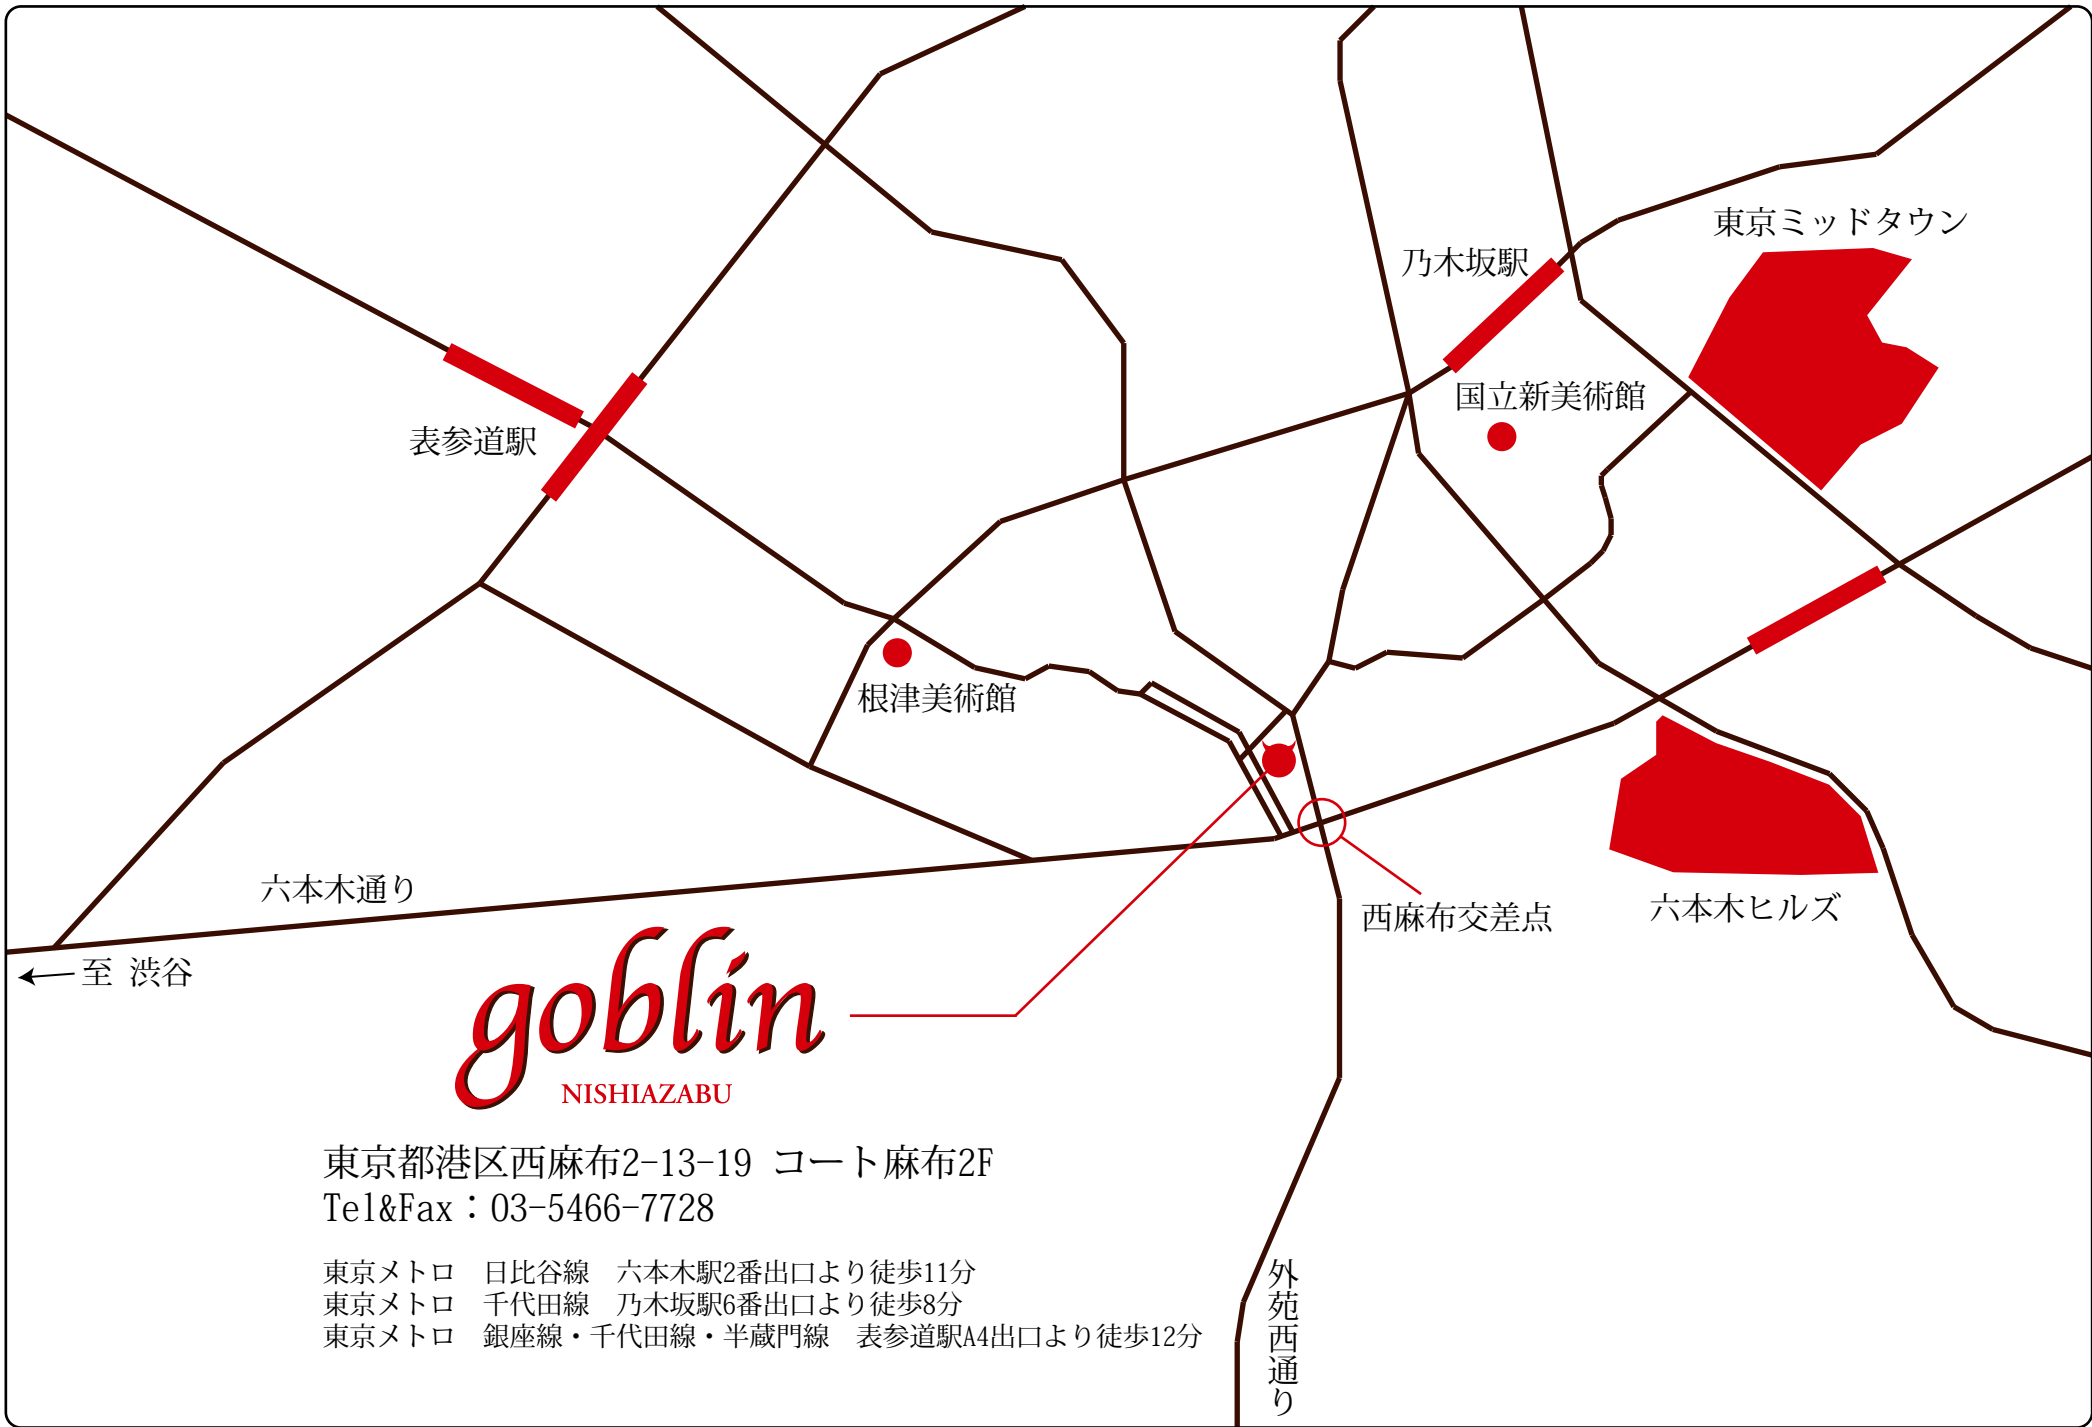 東京ミッドタウン
乃木坂駅
国立新美術館
表参道駅
根津美術館
六本木通り
西麻布交差点
六本木ヒルズ
至 渋谷
goblin
NISHIAZABU
東京都港区西麻布2-13-19 コート麻布2F
Tel&Fax：03-5466-7728
東京メトロ　日比谷線　六本木駅2番出口より徒歩11分
東京メトロ　千代田線　乃木坂駅6番出口より徒歩8分
東京メトロ　銀座線・千代田線・半蔵門線　表参道駅A4出口より徒歩12分
外苑西通り